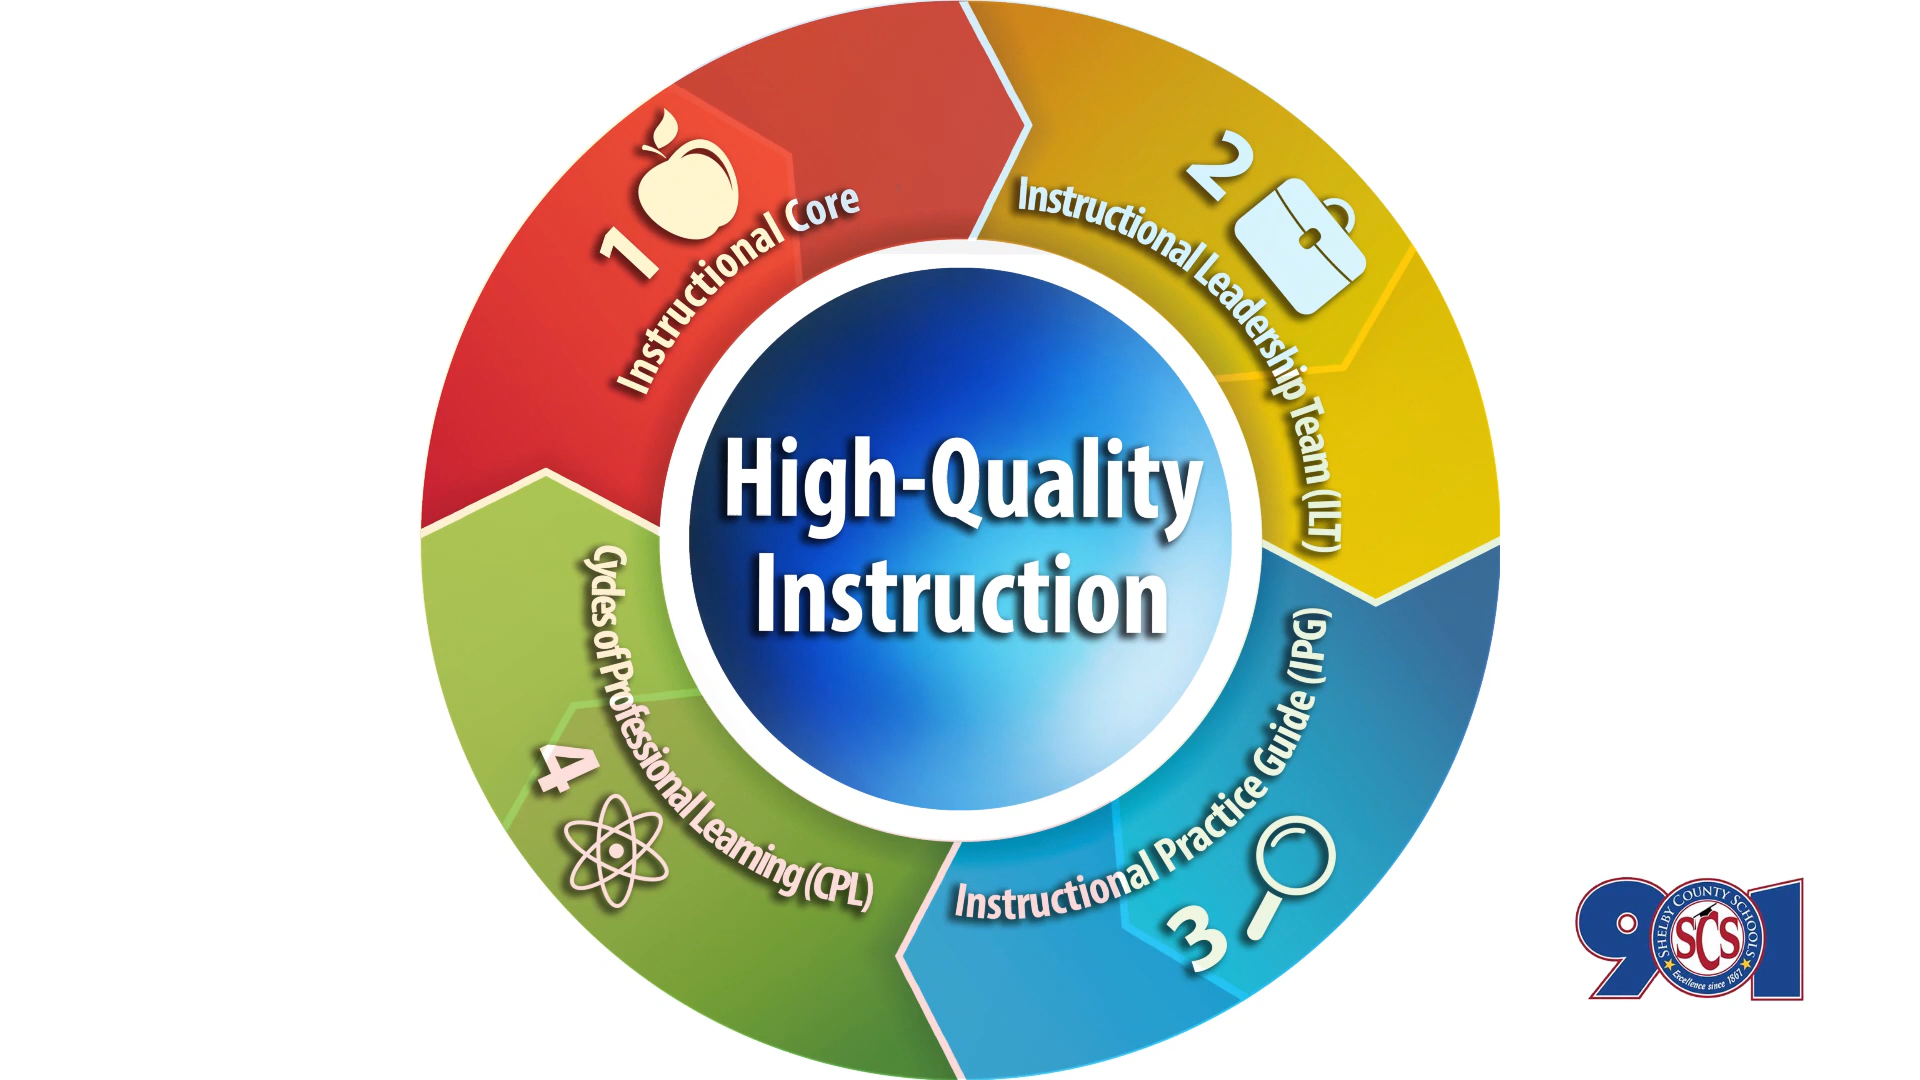 1
Instructional Core
2
Instructional Leadership Team (ILT)
High-Quality
Instruction
3
Instructional Practice Guide (IPG)
4
Cycles of Professional Learning (CPL)
901
SHELBY COUNTY SCHOOLS
SCS
Excellence since 1867